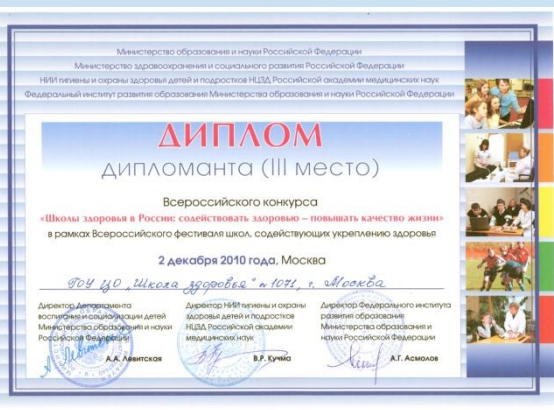 Министерство образования и науки Российской Федерации
Министерство здравоохранения и социального развития Российской Федерации
НИИ гигиены и охраны здоровья детей и подростков НЦЗД Российской академии медицинских наук
Федеральный институт развития образования Министерства образования и науки Российской Федерации
ДИПЛОМ
дипломанта (III место)
Всероссийского конкурса
«Школы здоровья в России: содействовать здоровью – повышать качество жизни»
в рамках Всероссийского фестиваля школ, содействующих укреплению здоровья
2 декабря 2010 года, Москва
ГОУ ЦО „Школа здоровья" № 1071, г. Москва
Директор Департамента
воспитания и социализации детей
Министерства образования и науки
Российской Федерации
А.А. Левитская
Директор НИИ гигиены и охраны
здоровья детей и подростков
НЦЗД Российской академии
медицинских наук
В.Р. Кучма
Директор Федерального института
развития образования
Министерства образования и
науки Российской Федерации
А.Г. Асмолов